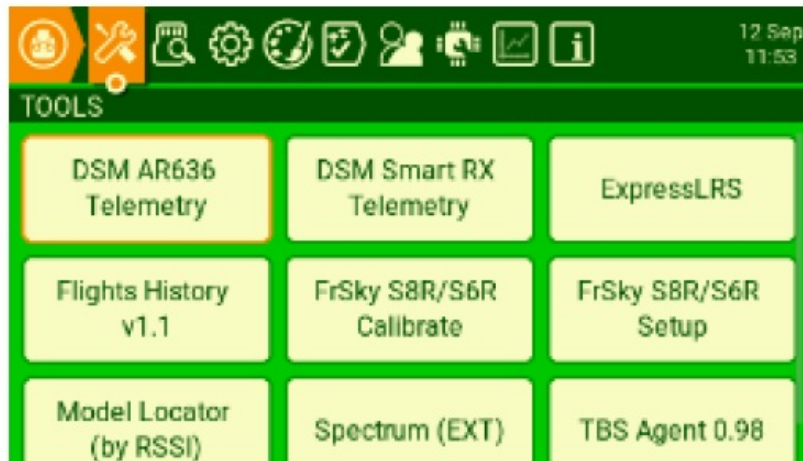 12 Sep
11:53
TOOLS
DSM AR636
Telemetry
DSM Smart RX
Telemetry
ExpressLRS
Flights History
v1.1
FrSky S8R/S6R
Calibrate
FrSky S8R/S6R
Setup
Model Locator
(by RSSI)
Spectrum (EXT)
TBS Agent 0.98